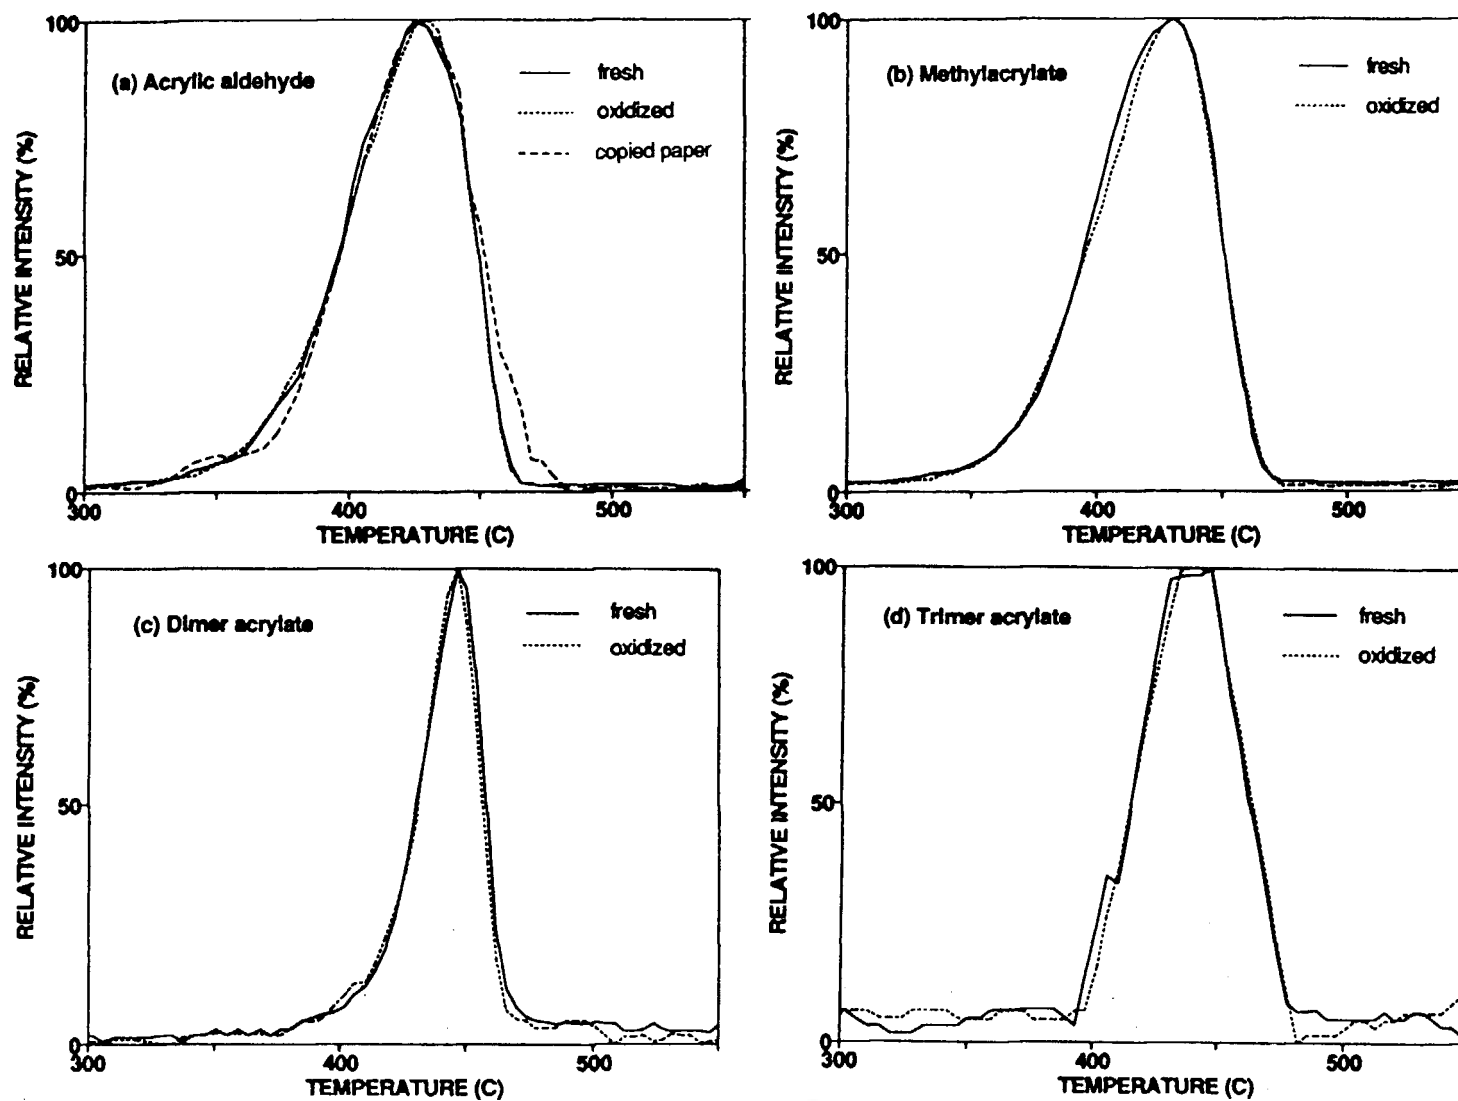 100
(a) Acrylic aldehyde
fresh
oxidized
copied paper
RELATIVE INTENSITY (%)
50
0
300
400
500
TEMPERATURE (C)
100
(b) Methylacrylate
fresh
oxidized
RELATIVE INTENSITY (%)
50
0
300
400
500
TEMPERATURE (C)
100
(c) Dimer acrylate
fresh
oxidized
RELATIVE INTENSITY (%)
50
0
300
400
500
TEMPERATURE (C)
100
(d) Trimer acrylate
fresh
oxidized
RELATIVE INTENSITY (%)
50
0
300
400
500
TEMPERATURE (C)